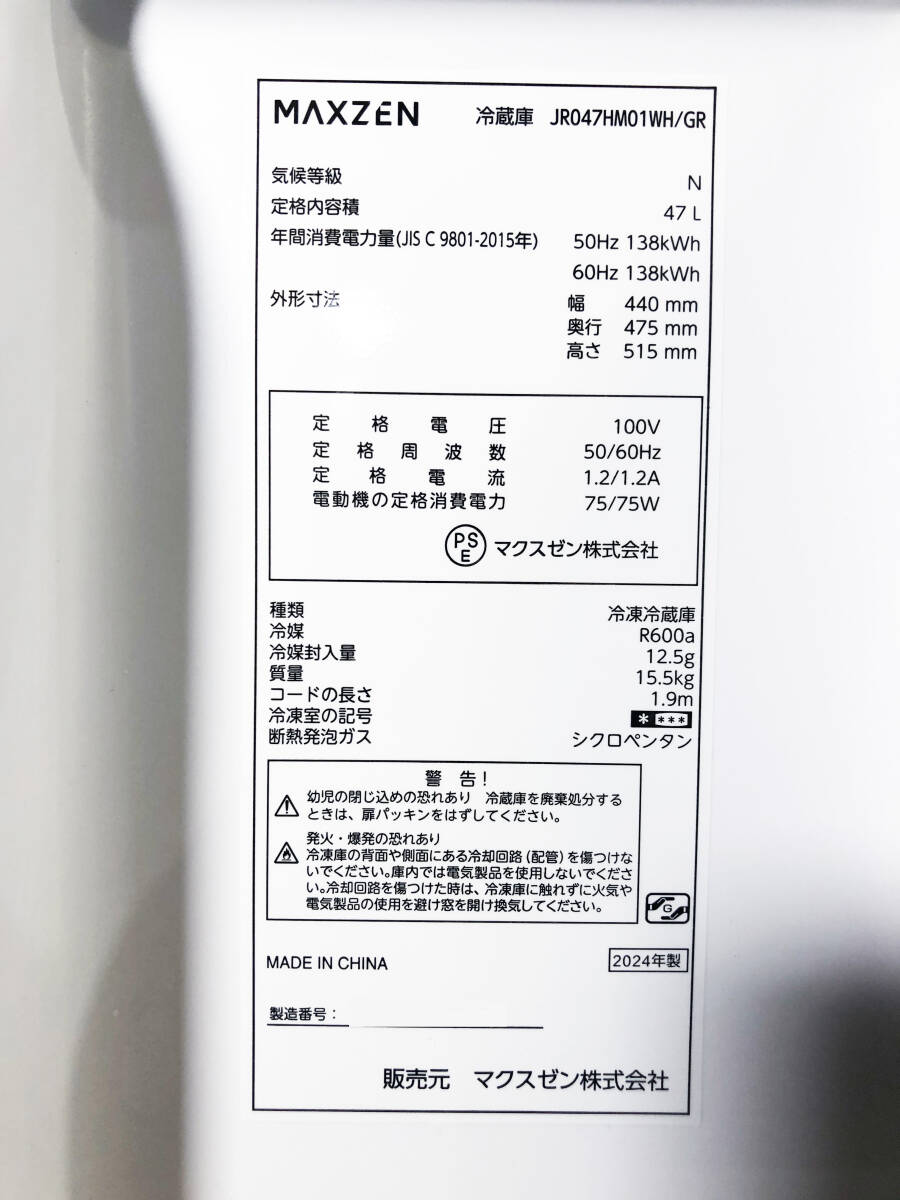 MAXZEN 冷蔵庫 JR047HM01WH/GR
気候等級 N
定格内容積 47 L
年間消費電力量(JIS C 9801-2015年) 50Hz 138kWh
60Hz 138kWh
外形寸法 幅 440 mm
奥行 475 mm
高さ 515 mm
定格電圧 100V
定格周波数 50/60Hz
定格電流 1.2/1.2A
電動機の定格消費電力 75/75W
PSE マクスゼン株式会社
種類 冷凍冷蔵庫
冷媒 R600a
冷媒封入量 12.5g
質量 15.5kg
コードの長さ 1.9m
冷凍室の記号 * ***
断熱発泡ガス シクロペンタン
警 告!
幼児の閉じ込めの恐れあり 冷蔵庫を廃棄処分する
ときは、扉パッキンをはずしてください。
発火・爆発の恐れあり
冷凍庫の背面や側面にある冷却回路(配管)を傷つけな
いでください。庫内では電気製品を使用しないでくださ
い。冷却回路を傷つけた時は、冷凍庫に触れずに火気や
電気製品の使用を避け窓を開け換気してください。
G
MADE IN CHINA 2024年製
製造番号:
販売元 マクスゼン株式会社